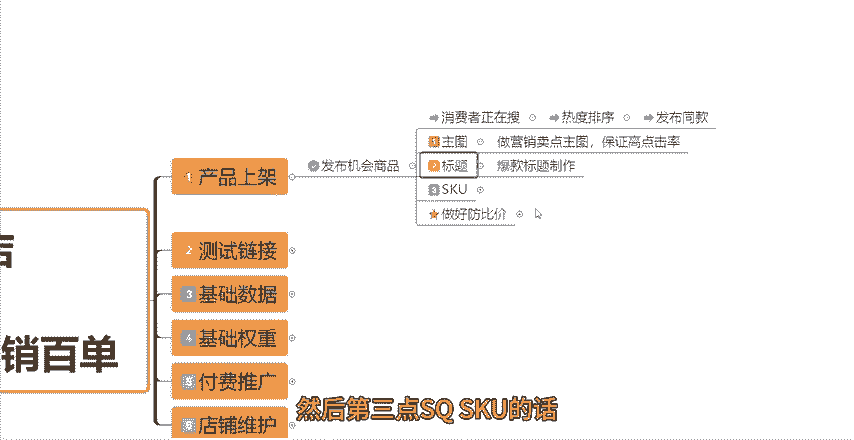 消费者正在搜 热度排序 发布同款
1 主图 做营销卖点主图，保证高点击率
发布机会商品 2 标题 爆款标题制作
1 产品上架
3 SKU
做好防比价
店
2 测试链接
3 基础数据
4 基础权重
销百单
5 付费推广
然后第三点SQ SKU的话
6 店铺维护